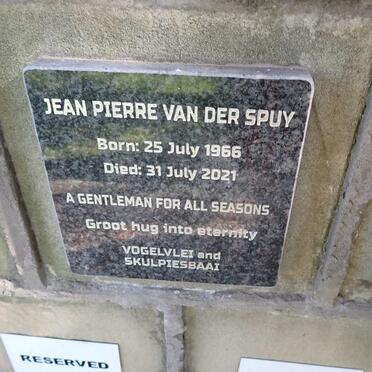 JEAN PIERRE VAN DER SPUY
Born: 25 July 1966
Died: 31 July 2021
A GENTLEMAN FOR ALL SEASONS
Groot hug into eternity
VOGELVLEI and
SKULPIESBAAI
RESERVED